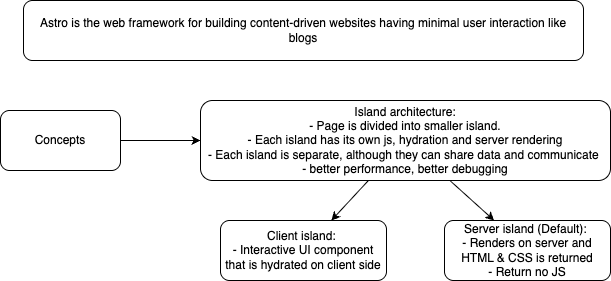 Astro is the web framework for building content-driven websites having minimal user interaction like
blogs
Concepts
Island architecture:
- Page is divided into smaller island.
- Each island has its own js, hydration and server rendering
- Each island is separate, although they can share data and communicate
- better performance, better debugging
Client island:
- Interactive UI component
that is hydrated on client side
Server island (Default):
- Renders on server and
HTML & CSS is returned
- Return no JS